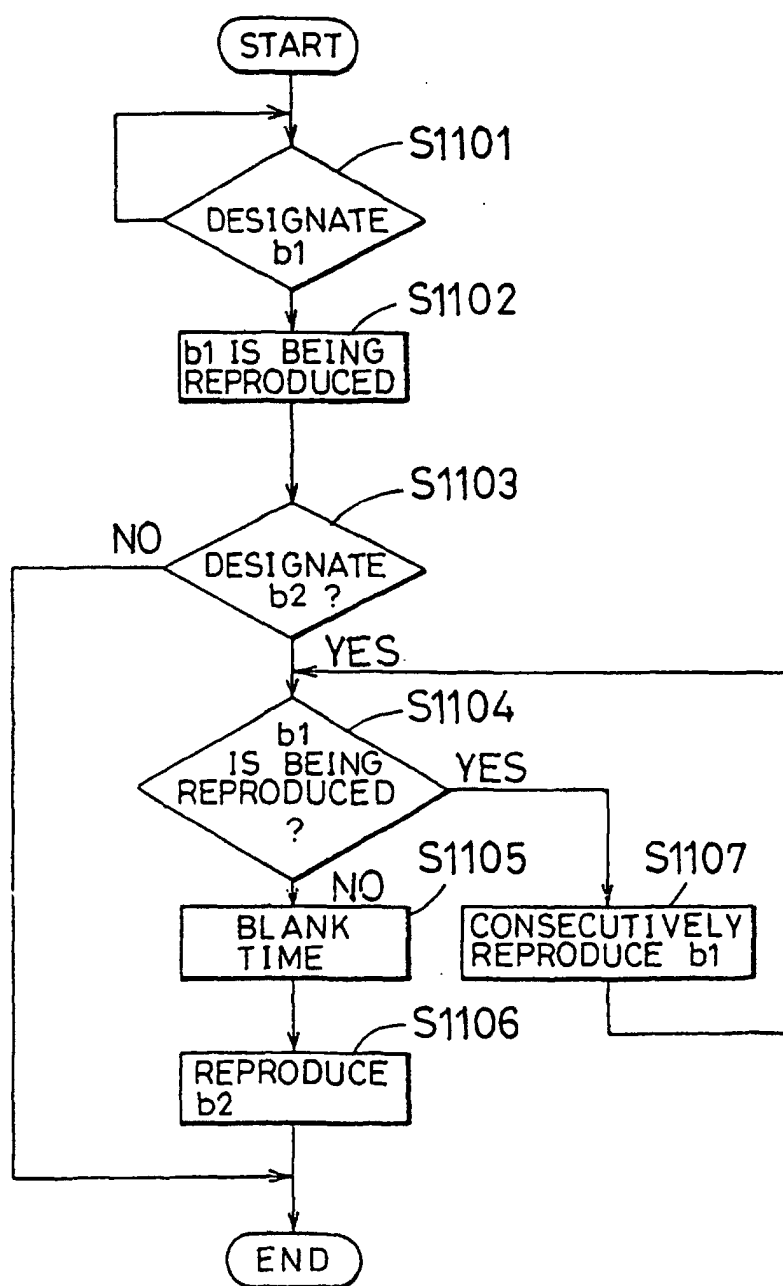 START
S1101
DESIGNATE
b1
S1102
b1 IS BEING
REPRODUCED
S1103
NO
DESIGNATE
b2 ?
YES
S1104
b1
IS BEING
REPRODUCED
?
YES
NO
S1105
S1107
BLANK
TIME
CONSECUTIVELY
REPRODUCE b1
S1106
REPRODUCE
b2
END